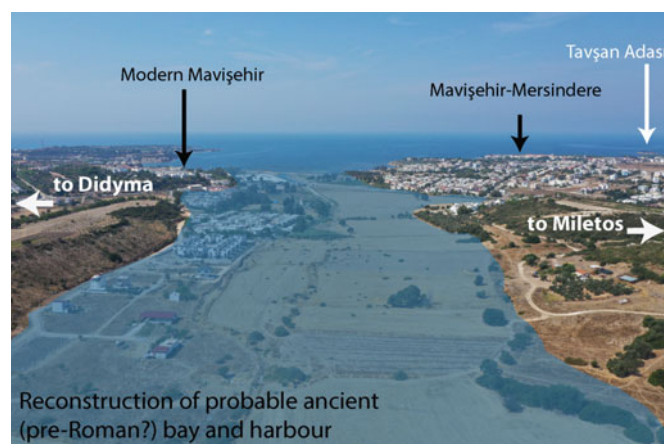 Tavşan Adası
Modern Mavişehir
Mavişehir-Mersindere
to Didyma
to Miletos
Reconstruction of probable ancient
(pre-Roman?) bay and harbour